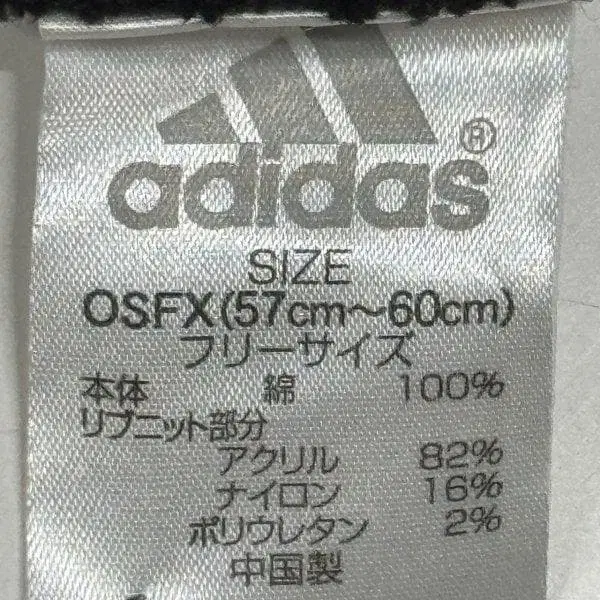 adidas®
SIZE
OSFX(57cm～60cm)
フリーサイズ
本体 綿 100%
リブニット部分
アクリル 82%
ナイロン 16%
ポリウレタン 2%
中国製